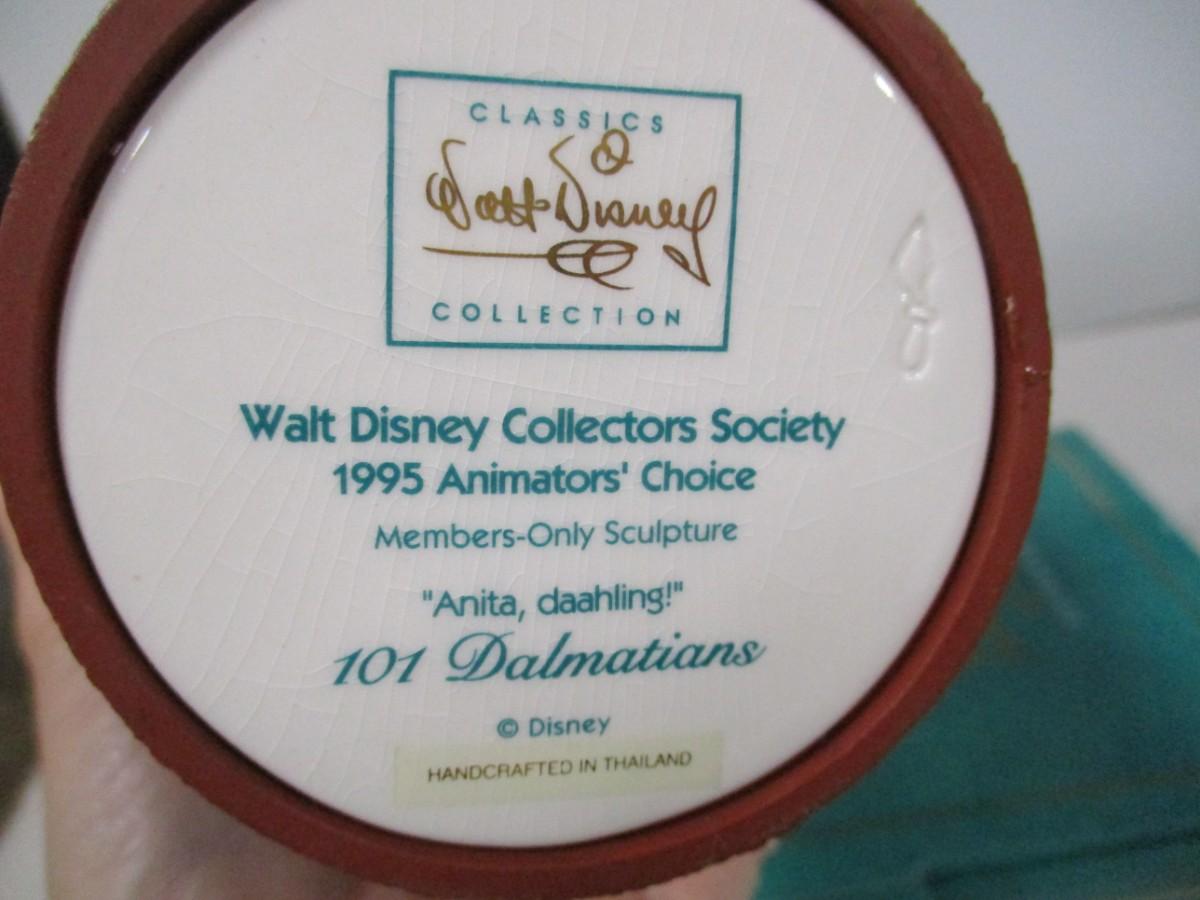 CLASSICS
Walt Disney
COLLECTION
Walt Disney Collectors Society
1995 Animators' Choice
Members-Only Sculpture
"Anita, daahling!"
101 Dalmatians
© Disney
HANDCRAFTED IN THAILAND